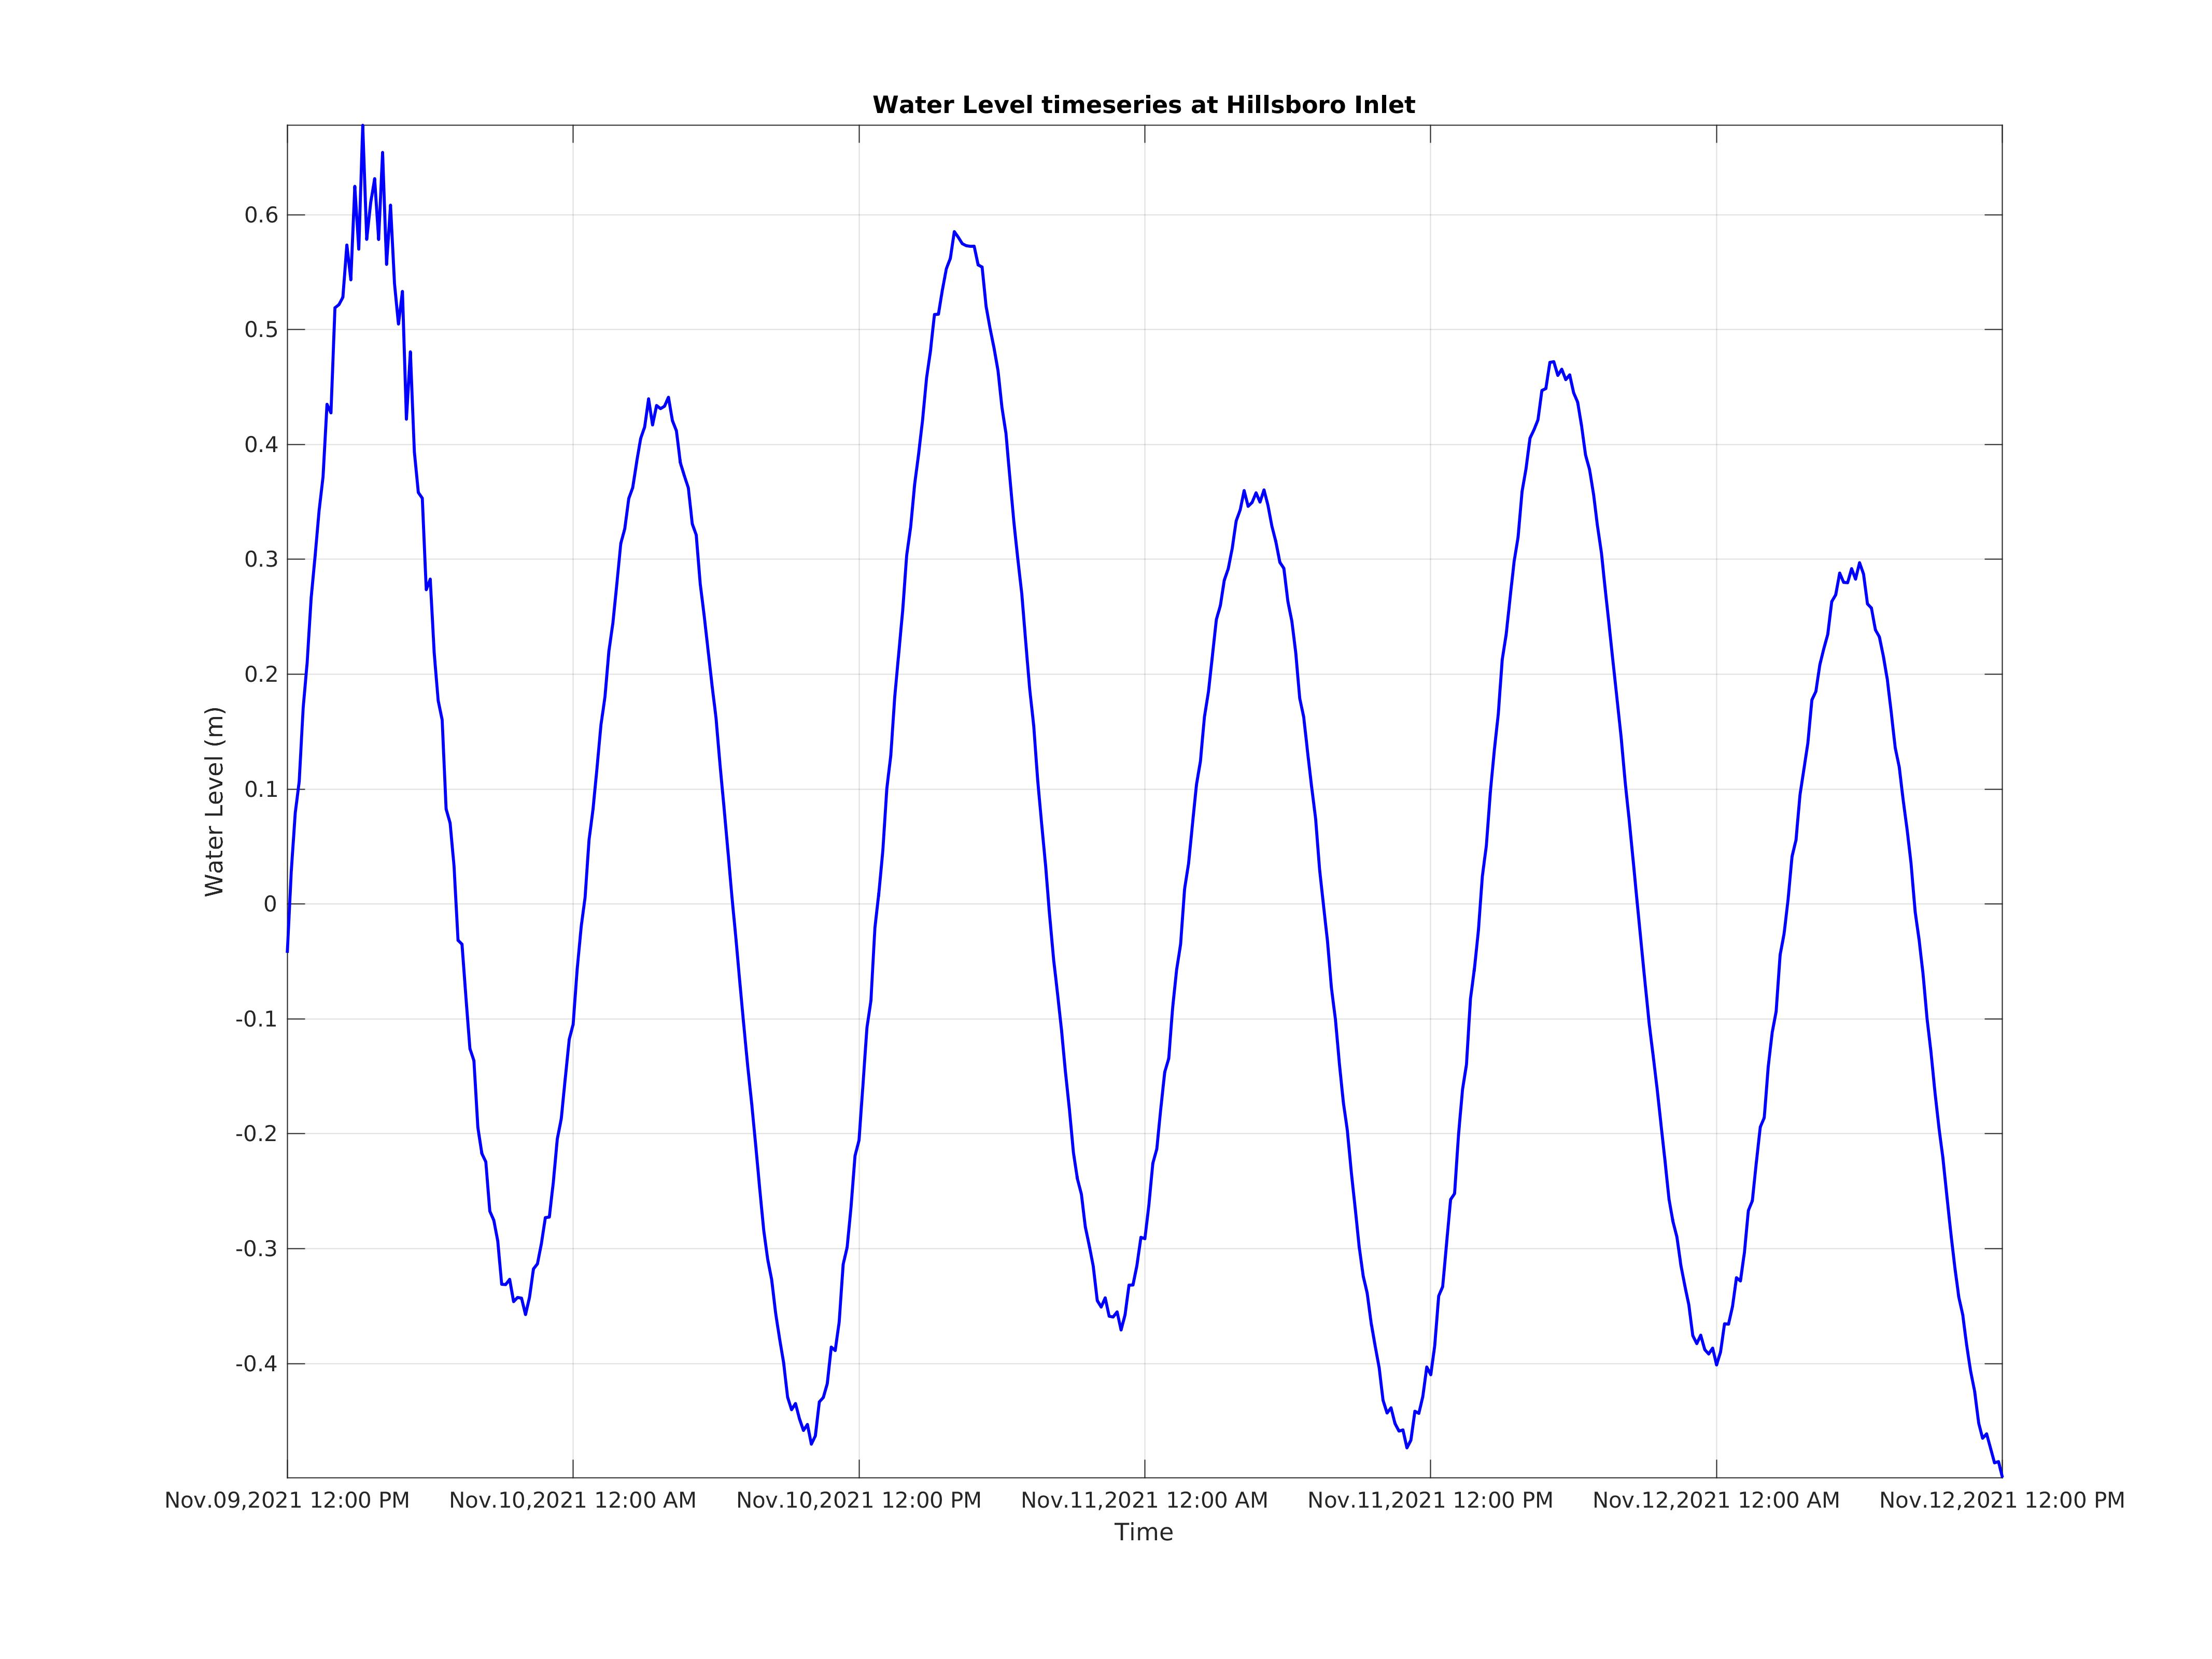 Water Level timeseries at Hillsboro Inlet
0.6
0.5
0.4
0.3
0.2
0.1
0
-0.1
-0.2
-0.3
-0.4
Water Level (m)
Nov.09,2021 12:00 PM Nov.10,2021 12:00 AM Nov.10,2021 12:00 PM Nov.11,2021 12:00 AM Nov.11,2021 12:00 PM Nov.12,2021 12:00 AM Nov.12,2021 12:00 PM
Time